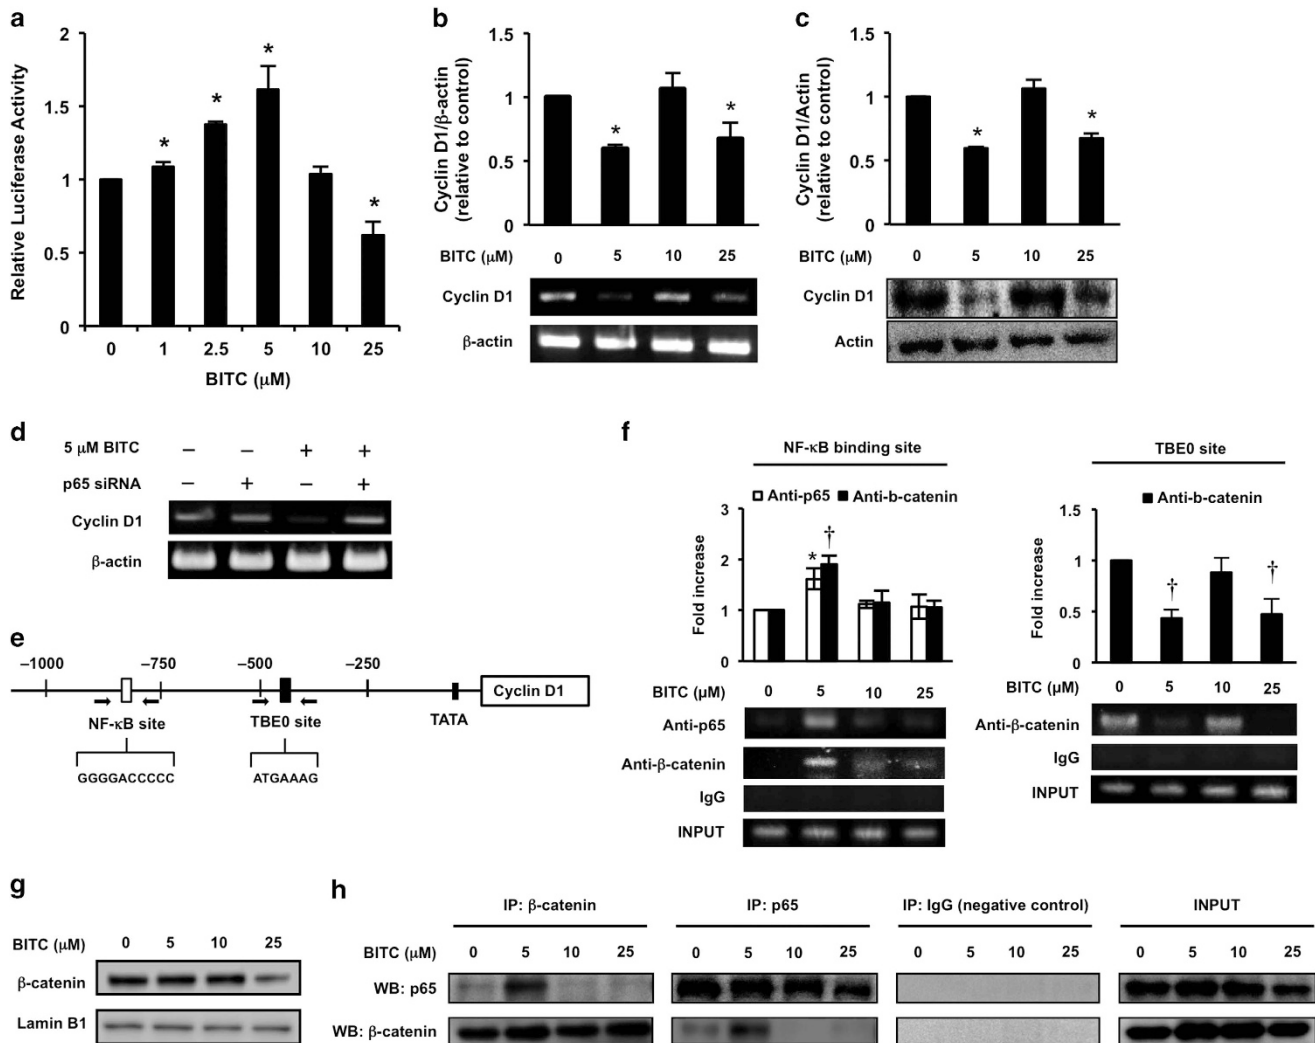 a
Relative Luciferase Activity
2
1.5
1
0.5
0
* * * *
0 1 2.5 5 10 25
BITC (μM)
b
Cyclin D1/β-actin
(relative to control)
1.5
1
0.5
0
* *
BITC (μM) 0 5 10 25
Cyclin D1
β-actin
c
Cyclin D1/Actin
(relative to control)
1.5
1
0.5
0
* *
BITC (μM) 0 5 10 25
Cyclin D1
Actin
d
5 μM BITC − − + +
p65 siRNA − + − +
Cyclin D1
β-actin
e
−1000 −750 −500 −250
Cyclin D1
NF-κB site TBE0 site TATA
GGGGACCCCC ATGAAAG
f
NF-κB binding site
Anti-p65 Anti-b-catenin
Fold increase
3
2
1
0
* †
BITC (μM) 0 5 10 25
Anti-p65
Anti-β-catenin
IgG
INPUT
TBE0 site
Anti-b-catenin
Fold increase
1.5
1
0.5
0
† †
BITC (μM) 0 5 10 25
Anti-β-catenin
IgG
INPUT
g
BITC (μM) 0 5 10 25
β-catenin
Lamin B1
h
IP: β-catenin IP: p65 IP: IgG (negative control) INPUT
BITC (μM) 0 5 10 25 0 5 10 25 0 5 10 25 0 5 10 25
WB: p65
WB: β-catenin